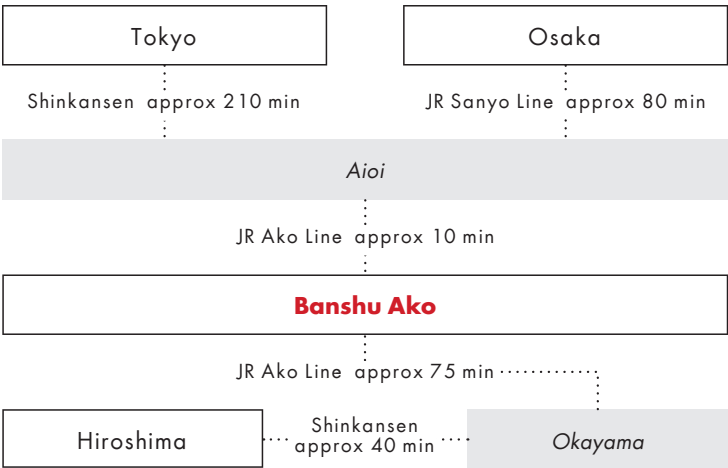 Tokyo
Osaka
Shinkansen approx 210 min
JR Sanyo Line approx 80 min
Aioi
JR Ako Line approx 10 min
Banshu Ako
JR Ako Line approx 75 min
Hiroshima
Shinkansen
approx 40 min
Okayama